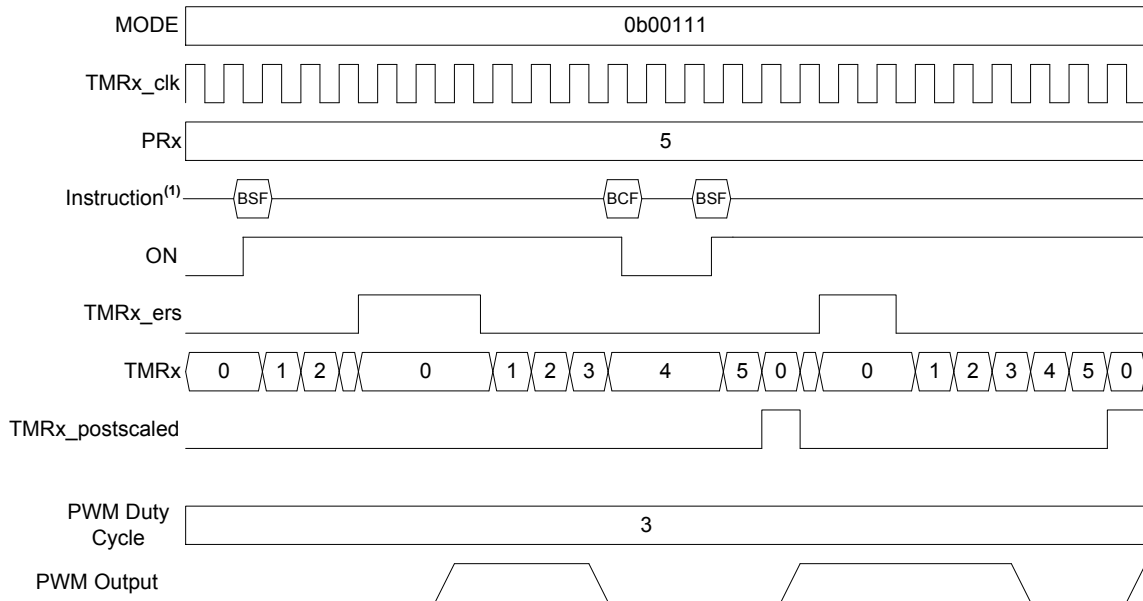 MODE 0b00111
TMRx_clk
PRx 5
Instruction(1) BSF BCF BSF
ON
TMRx_ers
TMRx 0 1 2 0 1 2 3 4 5 0 0 1 2 3 4 5 0
TMRx_postscaled
PWM Duty
Cycle 3
PWM Output